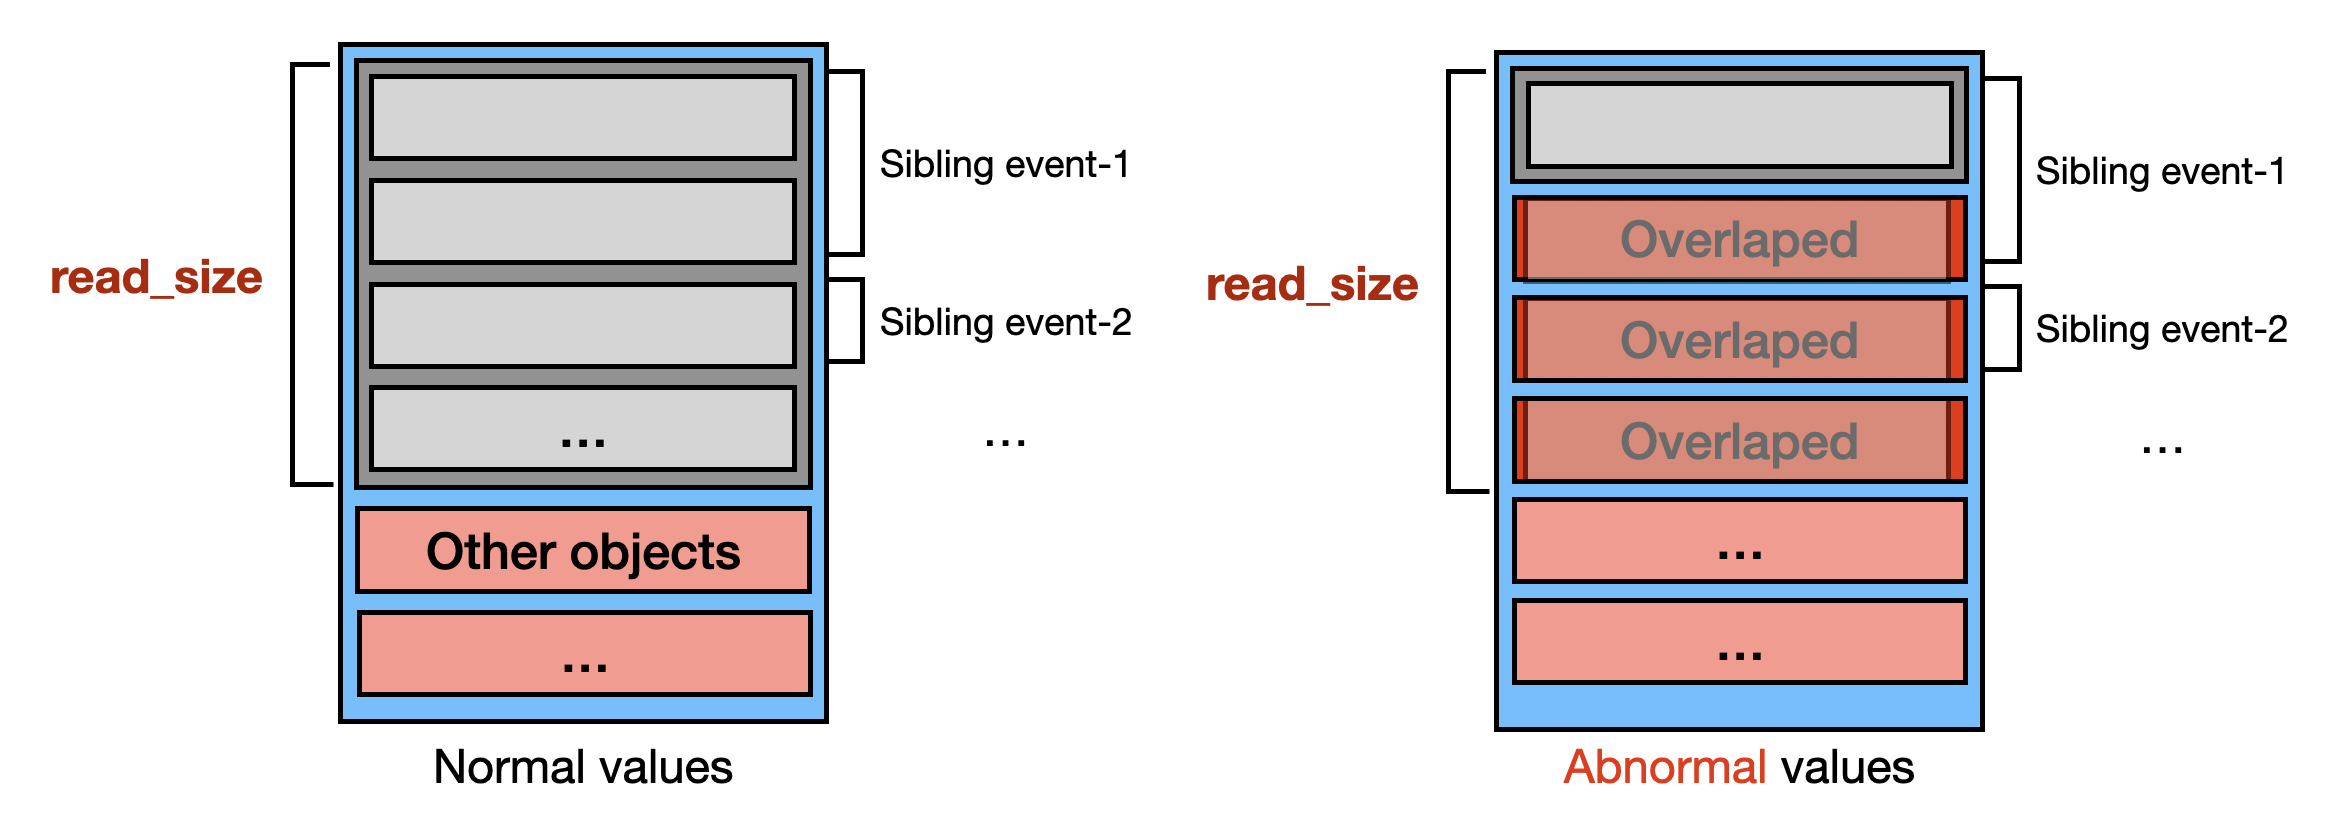 read_size
Sibling event-1
Sibling event-2
...
...
Other objects
...
Normal values
read_size
Sibling event-1
Overlaped
Overlaped
Sibling event-2
Overlaped
...
...
...
Abnormal values